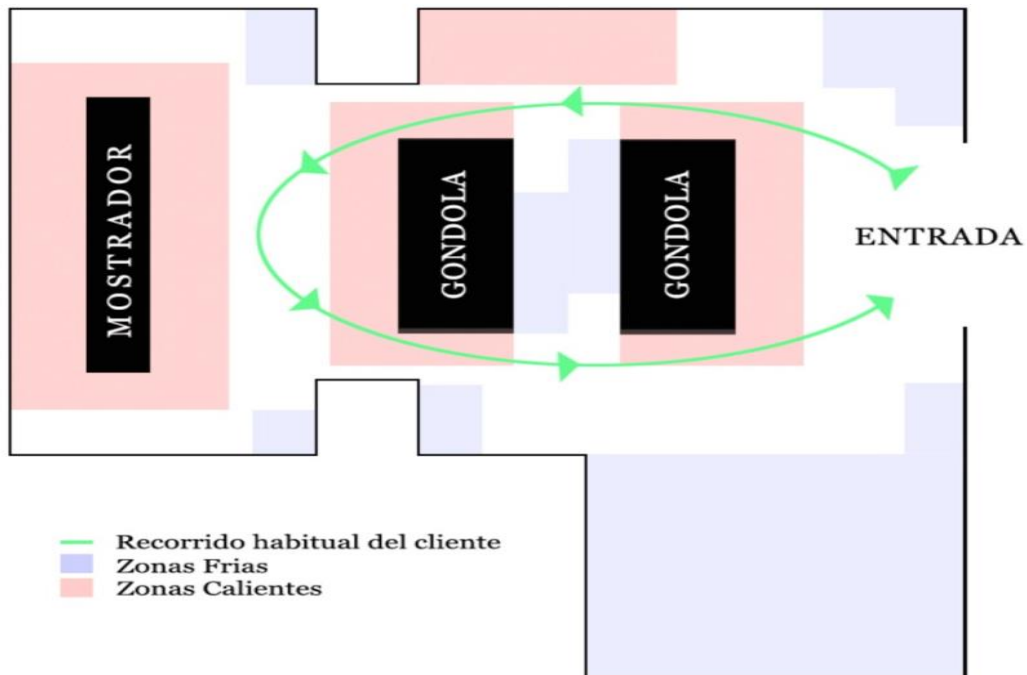 MOSTRADOR
GONDOLA
GONDOLA
ENTRADA
Recorrido habitual del cliente
Zonas Frias
Zonas Calientes